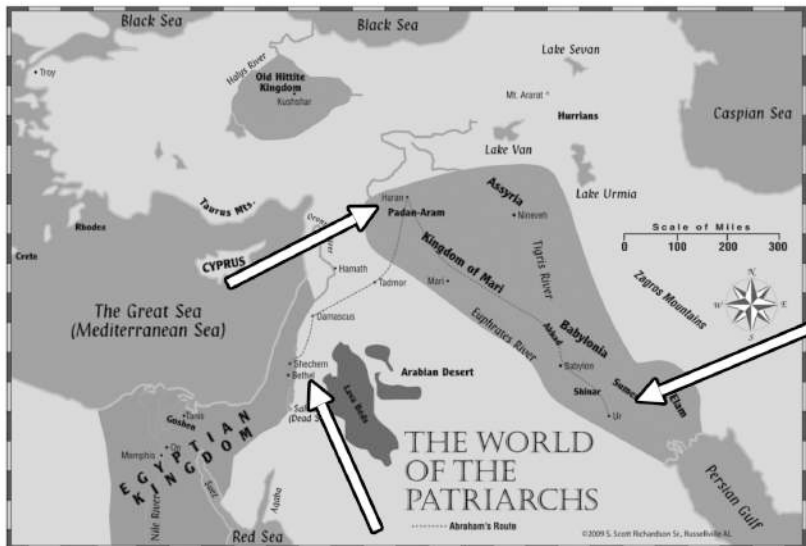 Black Sea
Black Sea
Troy
Halys River
Old Hittite
Kingdom
Kushshar
Lake Sevan
Mt. Ararat
Hurrians
Caspian Sea
Lake Van
Lake Urmia
Taurus Mts.
Haran
Padan-Aram
Assyria
Nineveh
Scale of Miles
0 100 200 300
Rhodes
Crete
CYPRUS
Hamath
Kingdom of Mari
Tigris River
Tadmor
Mari
Zagros Mountains
N
W E
S
The Great Sea
(Mediterranean Sea)
Damascus
Euphrates River
Akkad
Babylonia
Babylon
Shechem
Bethel
Arabian Desert
Lava Beds
Shinar
Elam
Ur
(Dead
Tanis
Goshen
On
Memphis
EGYPTIAN
KINGDOM
Nile River
Suez
Aqaba
Red Sea
THE WORLD
OF THE
PATRIARCHS
Abraham's Route
Persian Gulf
©2009 S. Scott Richardson Sr., Russellville AL